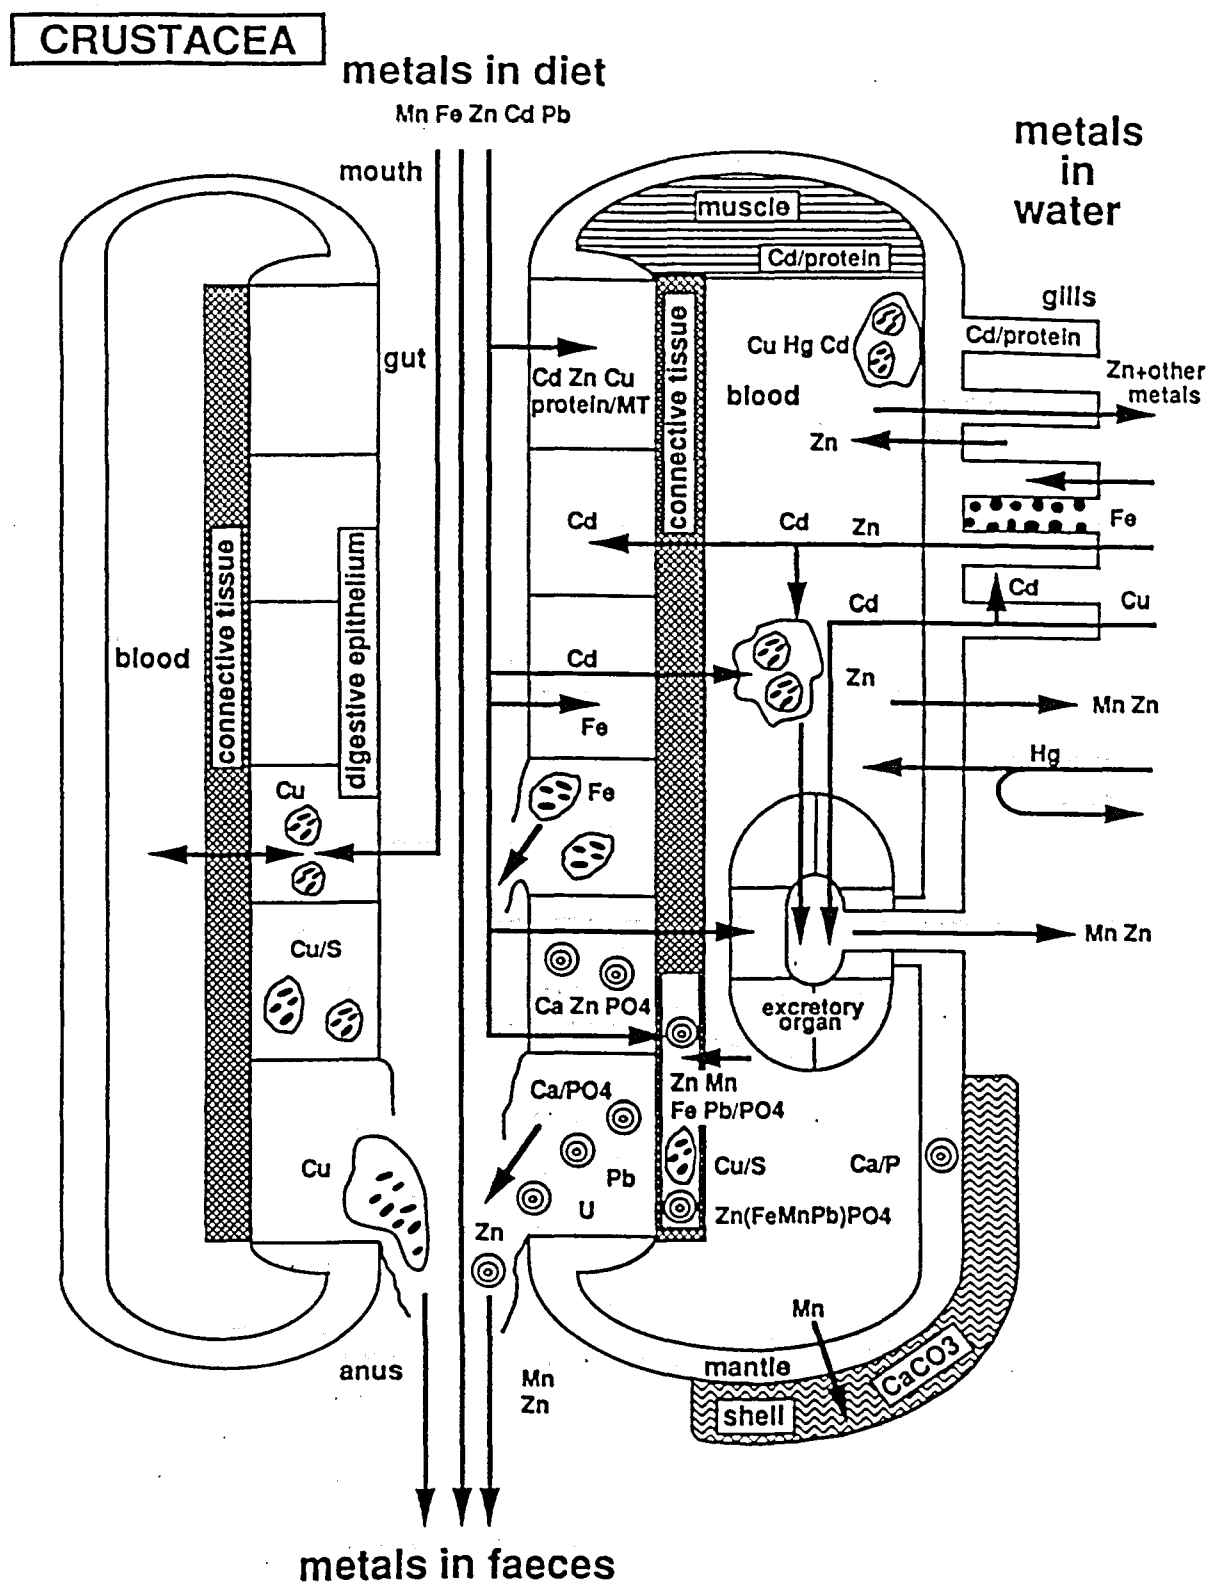 CRUSTACEA
metals in diet
Mn Fe Zn Cd Pb
mouth
metals
in
water
muscle
Cd/protein
gills
Cd/protein
gut
Cd Zn Cu
protein/MT
connective tissue
Cu Hg Cd
blood
Zn+other
metals
Zn
Fe
Cd
Cd
Zn
Cd
Cd
Cu
blood
connective tissue
digestive epithelium
Cd
Zn
Fe
Mn Zn
Hg
Cu
Fe
Mn Zn
Cu/S
Ca Zn PO4
excretory
organ
Zn Mn
Fe Pb/PO4
Ca/PO4
Cu
Pb
U
Cu/S
Ca/P
Zn(FeMnPb)PO4
Zn
Mn
mantle
CaCO3
shell
anus
Mn
Zn
metals in faeces